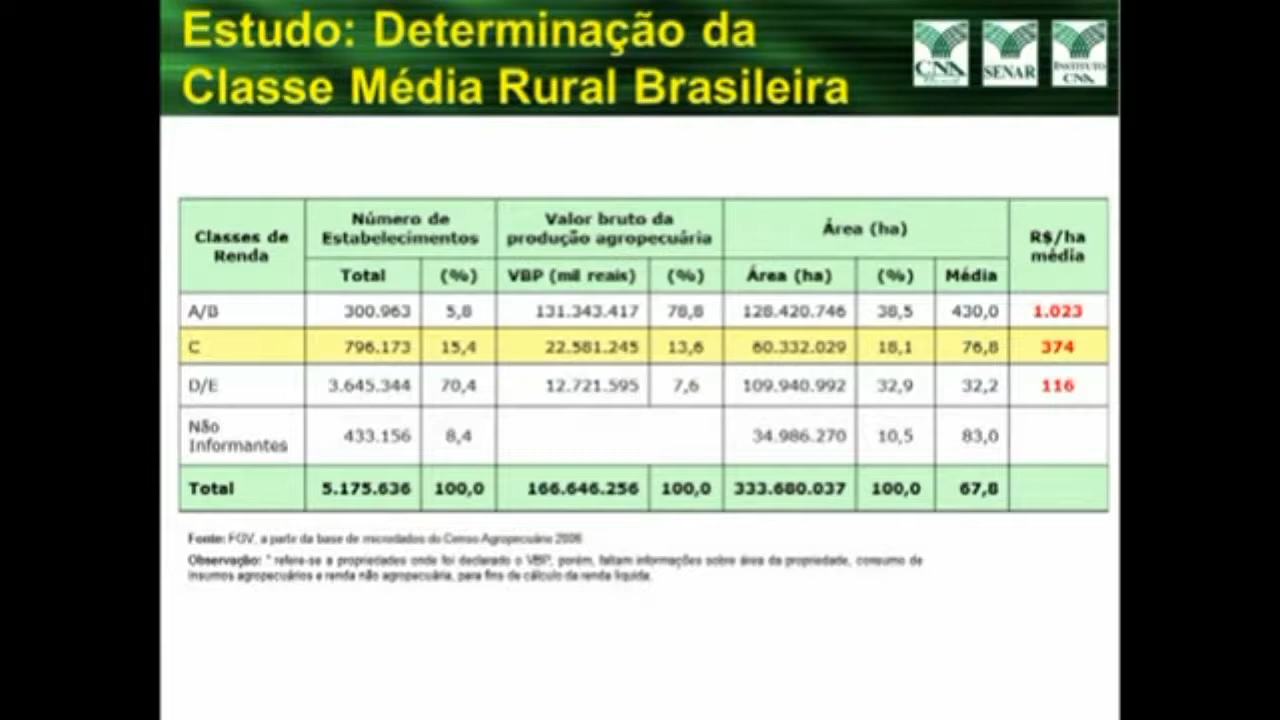 Estudo: Determinação da
Classe Média Rural Brasileira
CNA
SENAR
INSTITUTO
CNA
Classes de Renda | Número de Estabelecimentos | Valor bruto da produção agropecuária | Área (ha) | R$/ha média
Total | (%) | VBP (mil reais) | (%) | Área (ha) | (%) | Média
A/B | 300.963 | 5,8 | 131.343.417 | 78,8 | 128.420.746 | 38,5 | 430,0 | 1.023
C | 796.173 | 15,4 | 22.581.245 | 13,6 | 60.332.029 | 18,1 | 76,8 | 374
D/E | 3.645.344 | 70,4 | 12.721.595 | 7,6 | 109.940.992 | 32,9 | 32,2 | 116
Não Informantes | 433.156 | 8,4 | 34.986.270 | 10,5 | 83,0
Total | 5.175.636 | 100,0 | 166.646.256 | 100,0 | 333.680.037 | 100,0 | 67,8
Fonte: FGV, a partir da base de microdados do Censo Agropecuário 2006
Observação: * refere-se a propriedades onde foi declarado o VBP, porém, faltam informações sobre área da propriedade, consumo de
insumos agropecuários e renda não agropecuária, para fins de cálculo da renda líquida.